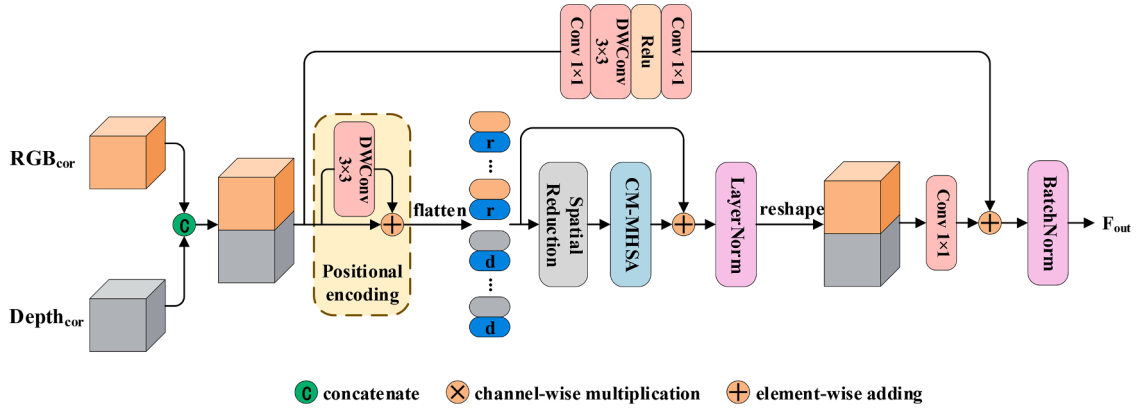 Conv 1×1
DWConv
3×3
Relu
Conv 1×1
RGBcor
C
Depthcor
DWConv
3×3
Positional
encoding
flatten
r
...
r
d
...
d
Spatial
Reduction
CM-MHSA
LayerNorm
reshape
Conv 1×1
BatchNorm
Fout
C concatenate
channel-wise multiplication
element-wise adding